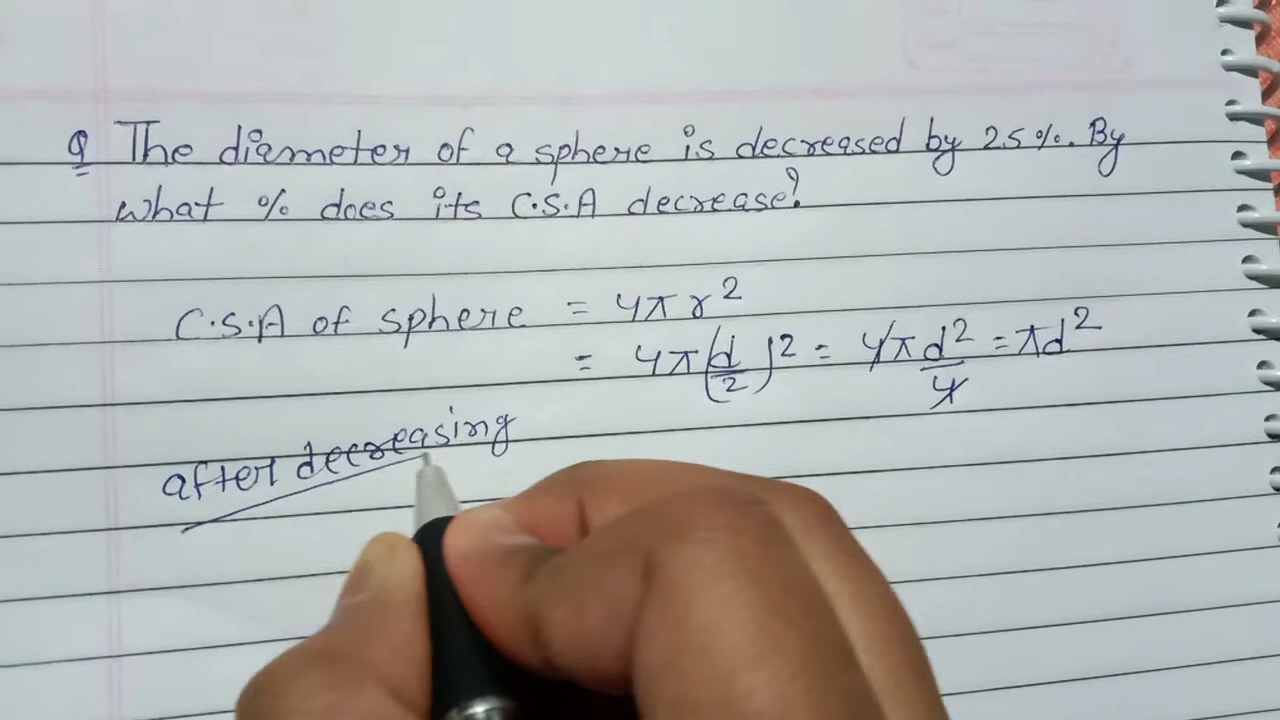 Q The diameter of a sphere is decreased by 25%. By
what % does its C.S.A decrease?
C.S.A of sphere = 4πr²
= 4π(d/2)² = 4πd²/4 = πd²
after decreasing